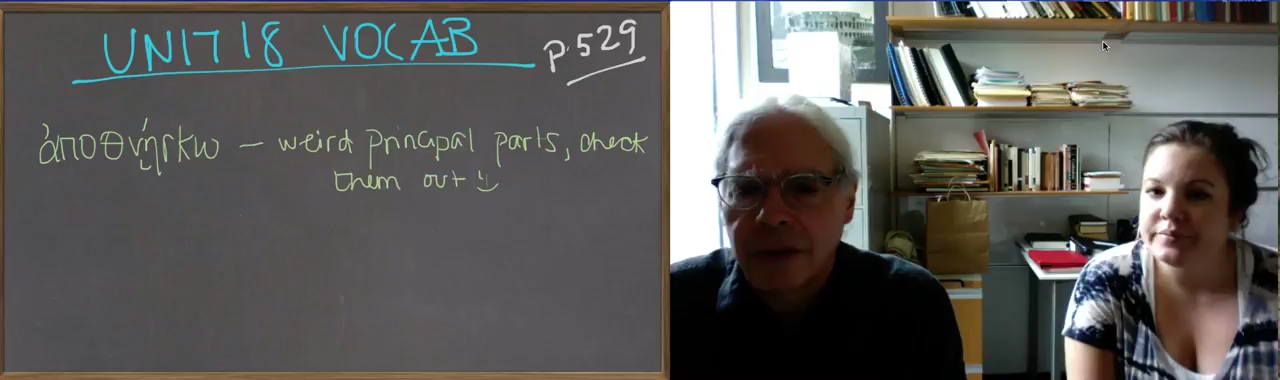 UNIT 18 VOCAB
p.529
ἀποθνῄσκω – weird principal parts, check
them out